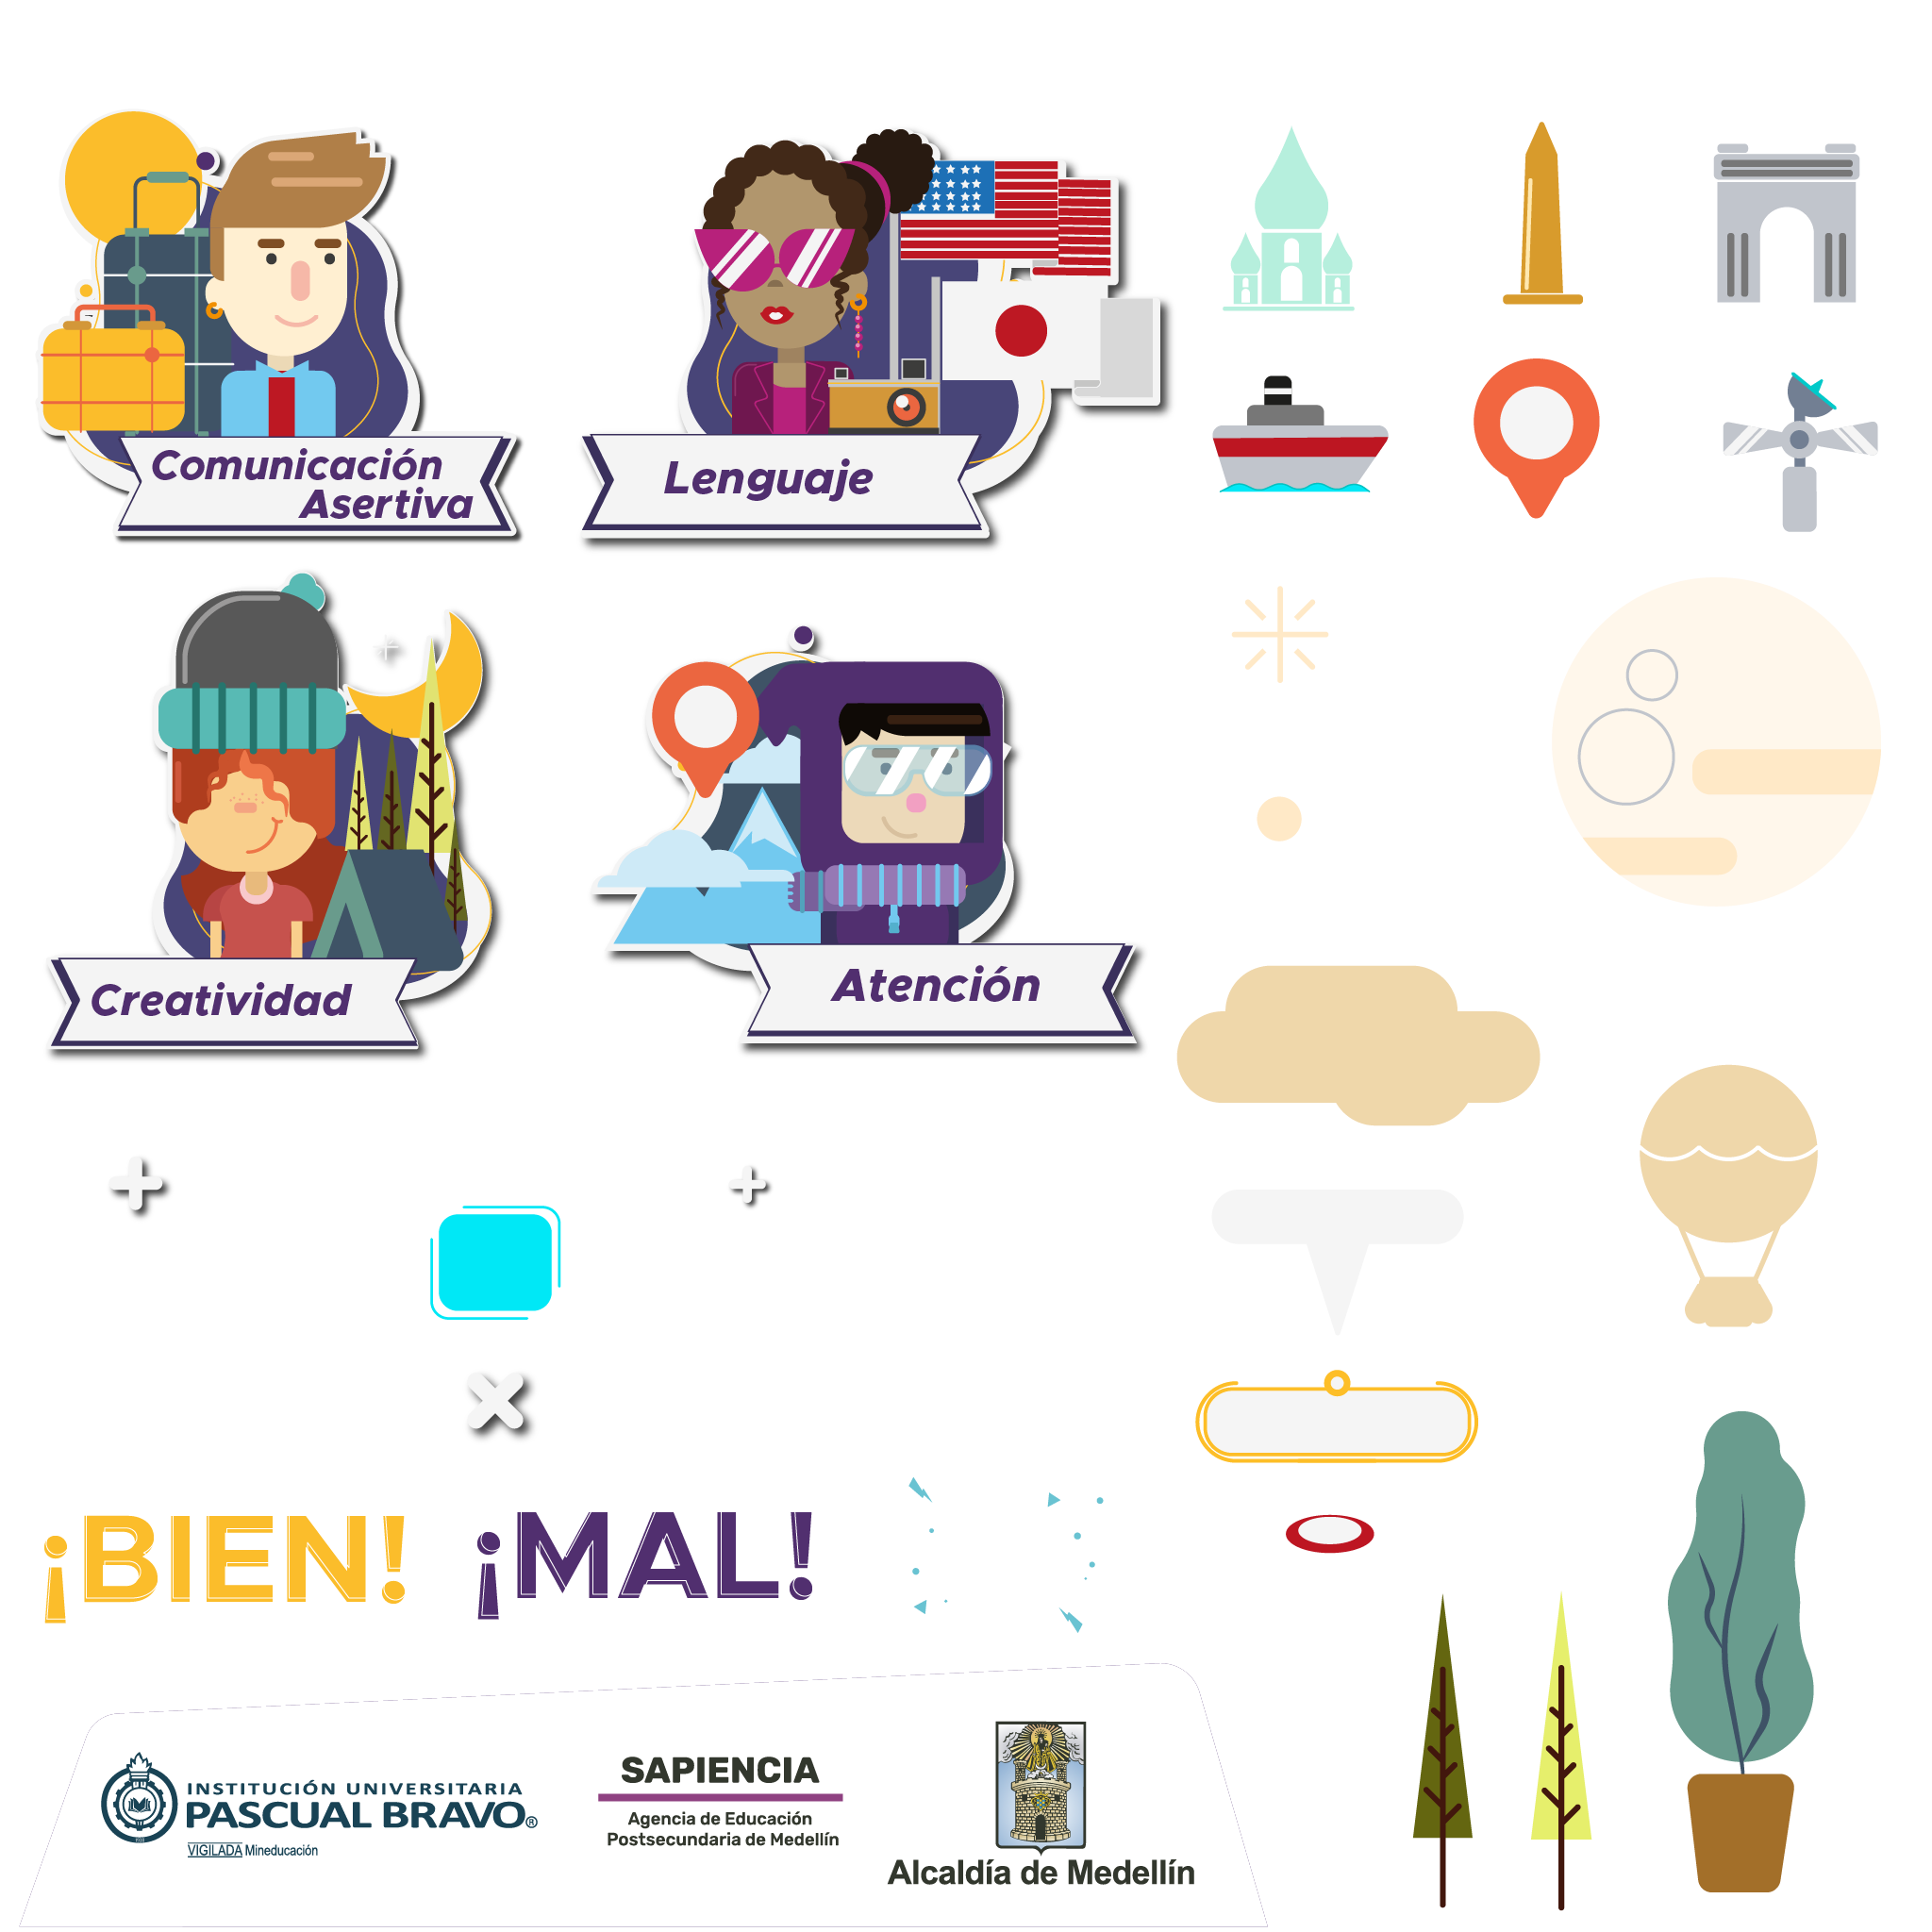 Comunicación
Asertiva
Lenguaje
Creatividad
Atención
¡BIEN!
¡MAL!
INSTITUCIÓN UNIVERSITARIA
PASCUAL BRAVO®
VIGILADA Mineducación
SAPIENCIA
Agencia de Educación
Postsecundaria de Medellín
Alcaldía de Medellín